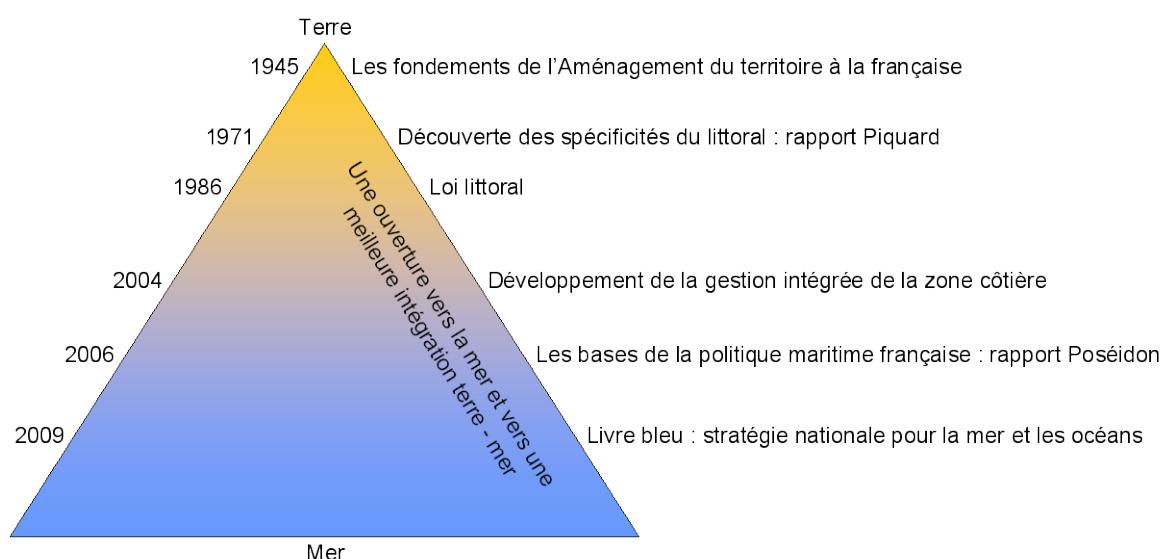 Terre
1945 Les fondements de l'Aménagement du territoire à la française
1971 Découverte des spécificités du littoral : rapport Piquard
1986 Loi littoral
Une ouverture vers la mer et vers une
meilleure intégration terre - mer
2004 Développement de la gestion intégrée de la zone côtière
2006 Les bases de la politique maritime française : rapport Poséidon
2009 Livre bleu : stratégie nationale pour la mer et les océans
Mer